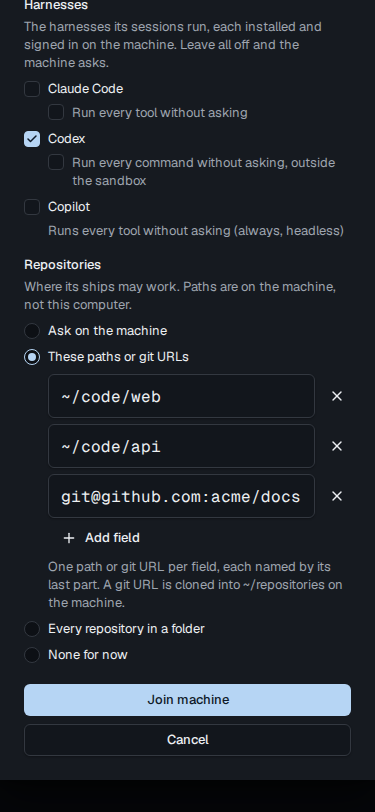 Harnesses
The harnesses its sessions run, each installed and
signed in on the machine. Leave all off and the
machine asks.
Claude Code
Run every tool without asking
Codex
Run every command without asking, outside
the sandbox
Copilot
Runs every tool without asking (always, headless)
Repositories
Where its ships may work. Paths are on the machine,
not this computer.
Ask on the machine
These paths or git URLs
~/code/web
~/code/api
git@github.com:acme/docs
Add field
One path or git URL per field, each named by its
last part. A git URL is cloned into ~/repositories on
the machine.
Every repository in a folder
None for now
Join machine
Cancel